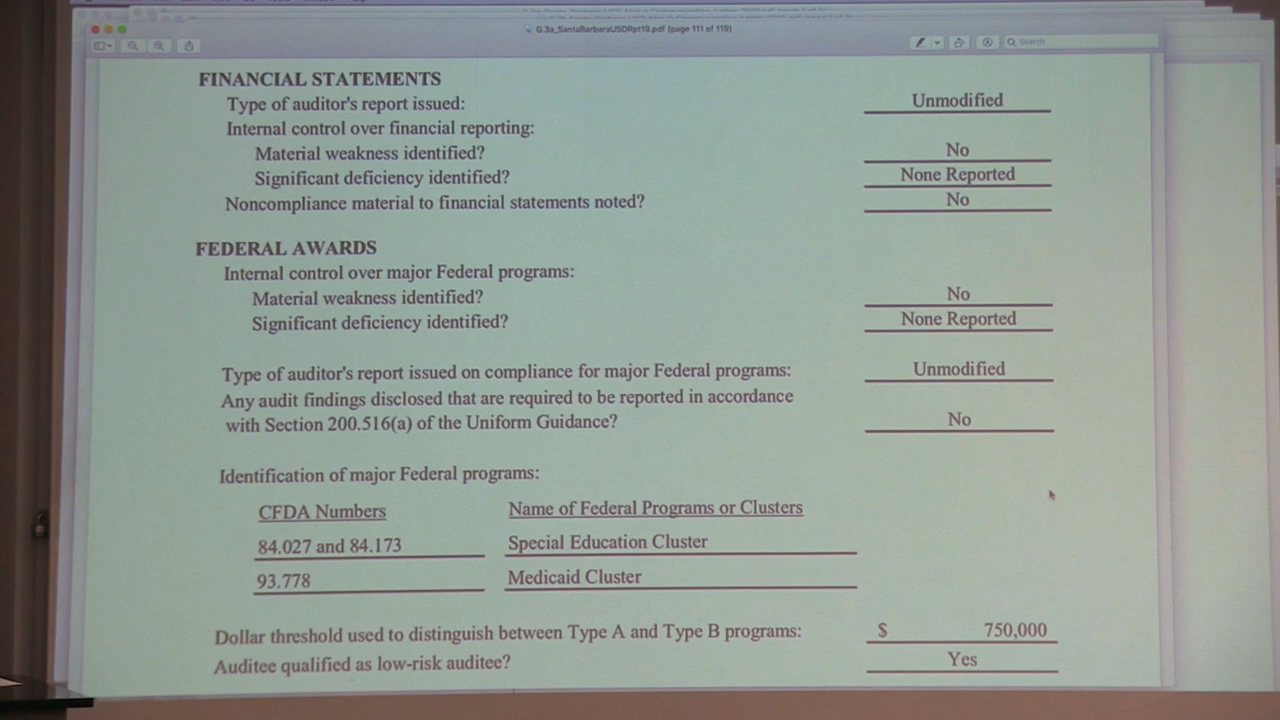 G.3a_SantaBarbaraUSDRpt19.pdf (page 111 of 119)
Search
FINANCIAL STATEMENTS
Type of auditor's report issued: Unmodified
Internal control over financial reporting:
Material weakness identified? No
Significant deficiency identified? None Reported
Noncompliance material to financial statements noted? No
FEDERAL AWARDS
Internal control over major Federal programs:
Material weakness identified? No
Significant deficiency identified? None Reported
Type of auditor's report issued on compliance for major Federal programs: Unmodified
Any audit findings disclosed that are required to be reported in accordance
with Section 200.516(a) of the Uniform Guidance? No
Identification of major Federal programs:
CFDA Numbers Name of Federal Programs or Clusters
84.027 and 84.173 Special Education Cluster
93.778 Medicaid Cluster
Dollar threshold used to distinguish between Type A and Type B programs: $ 750,000
Auditee qualified as low-risk auditee? Yes